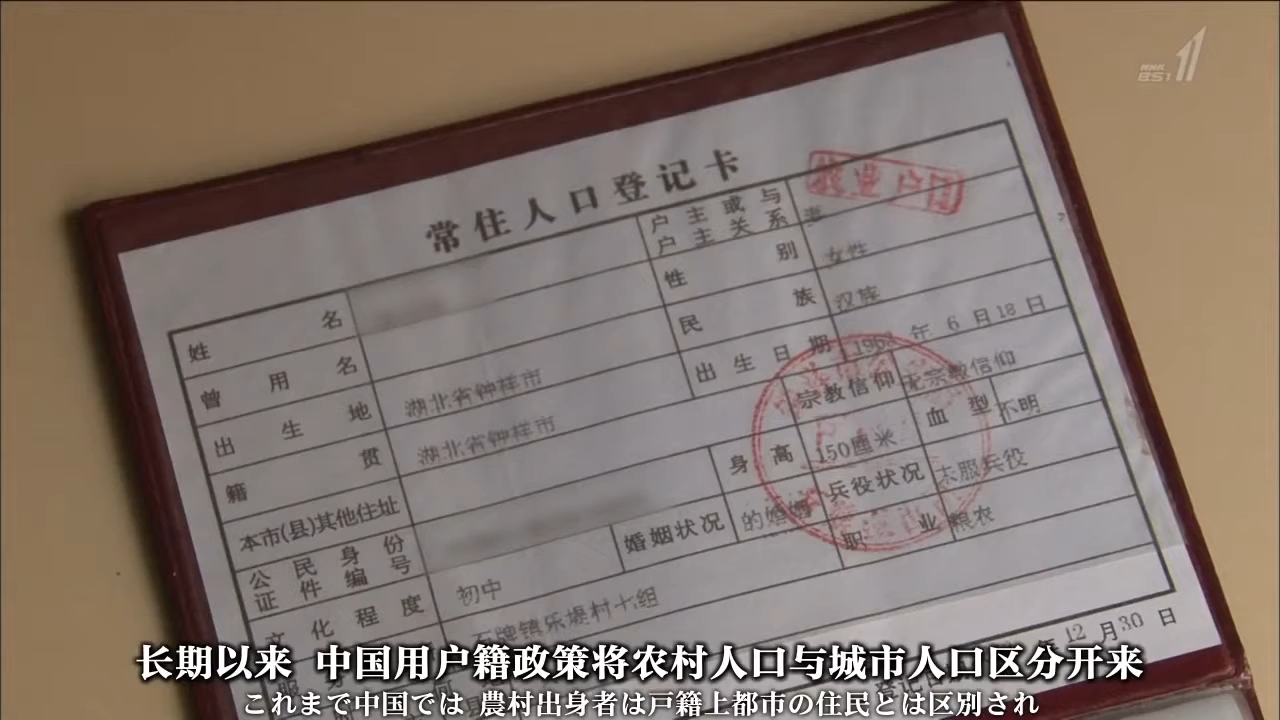 NHK BS1
常住人口登记卡
农业户口
姓 名
户主或与户主关系 妻
曾用名
性别 女性
出生地 湖北省钟祥市
民族 汉族
籍贯 湖北省钟祥市
出生日期 年6月18日
本市(县)其他住址
宗教信仰 无宗教信仰
公民身份证件编号
身高 150厘米
血型 不明
文化程度 初中
婚姻状况
兵役状况 未服兵役
职业 粮农
石牌镇乐堤村七组
年12月30日
长期以来 中国用户籍政策将农村人口与城市人口区分开来
これまで中国では 農村出身者は戸籍上都市の住民とは区別され